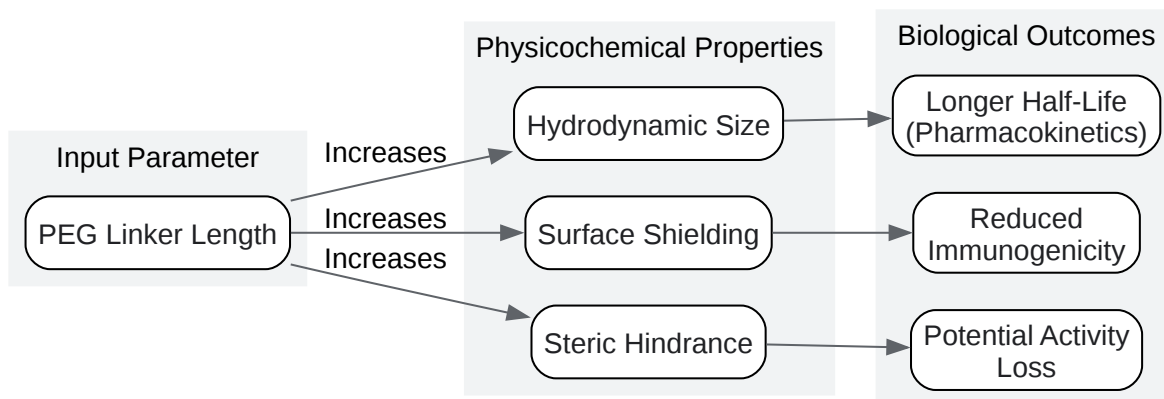 Input Parameter
PEG Linker Length
Increases
Increases
Increases
Physicochemical Properties
Hydrodynamic Size
Surface Shielding
Steric Hindrance
Biological Outcomes
Longer Half-Life
(Pharmacokinetics)
Reduced
Immunogenicity
Potential Activity
Loss